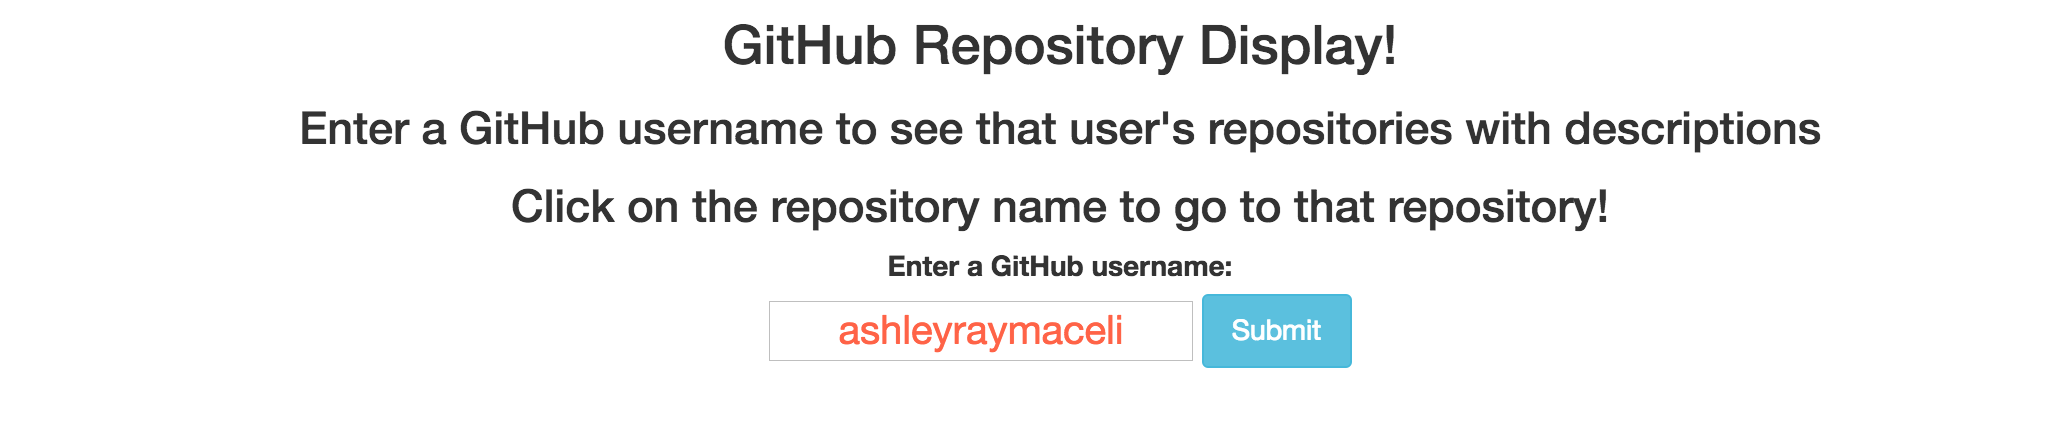 GitHub Repository Display!
Enter a GitHub username to see that user's repositories with descriptions
Click on the repository name to go to that repository!
Enter a GitHub username:
ashleyraymaceli
Submit